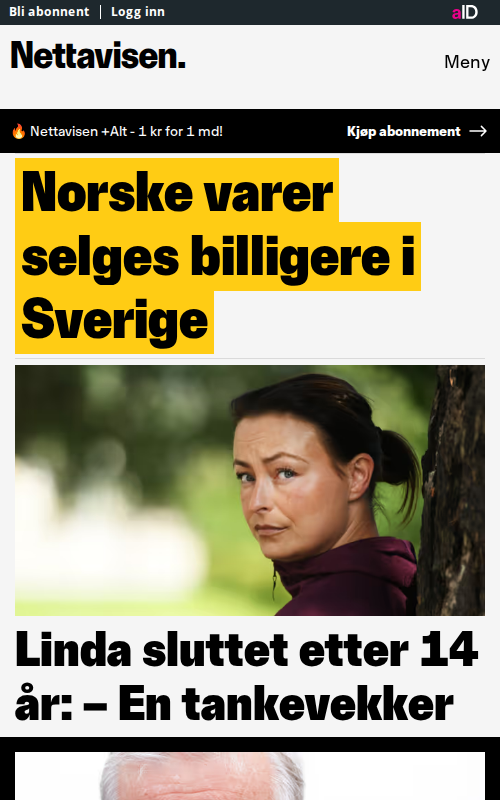 Bli abonnent | Logg inn
aID
Nettavisen.
Meny
🔥 Nettavisen +Alt - 1 kr for 1 md!
Kjøp abonnement →
Norske varer
selges billigere i
Sverige
Linda sluttet etter 14
år: – En tankevekker